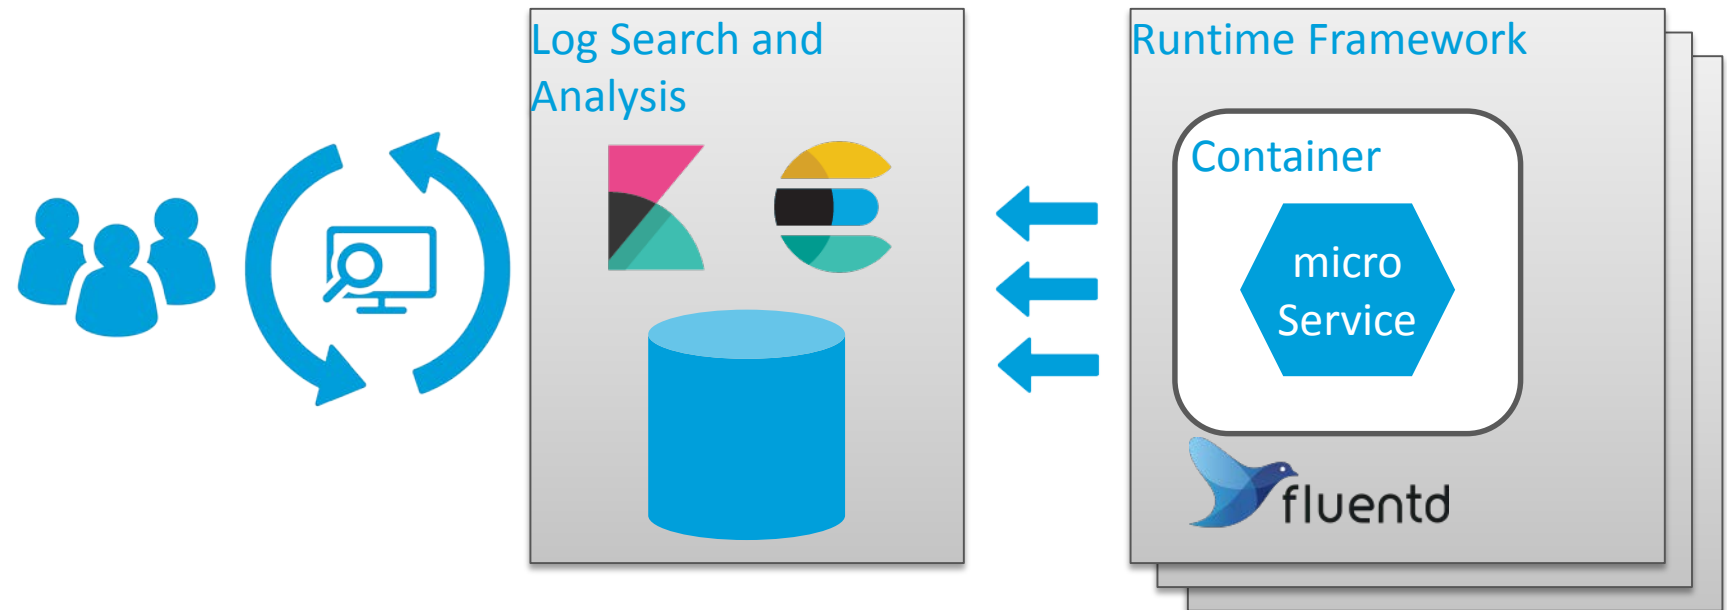 Log Search and
Analysis
Runtime Framework
Container
micro
Service
fluentd